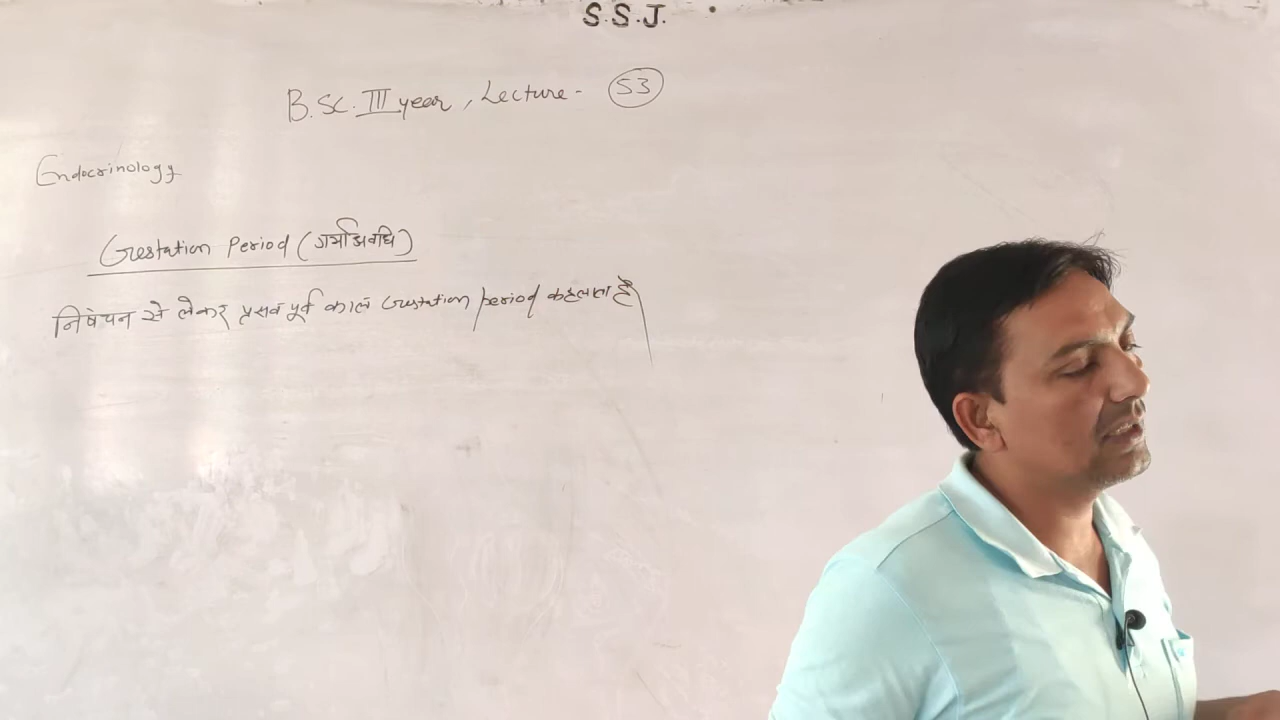 S.S.J.
B.Sc. III year, Lecture - 53
Endocrinology
Gestation Period (गर्भावधि)
निषेचन से लेकर प्रसव पूर्व काल Gestation period कहलाता है